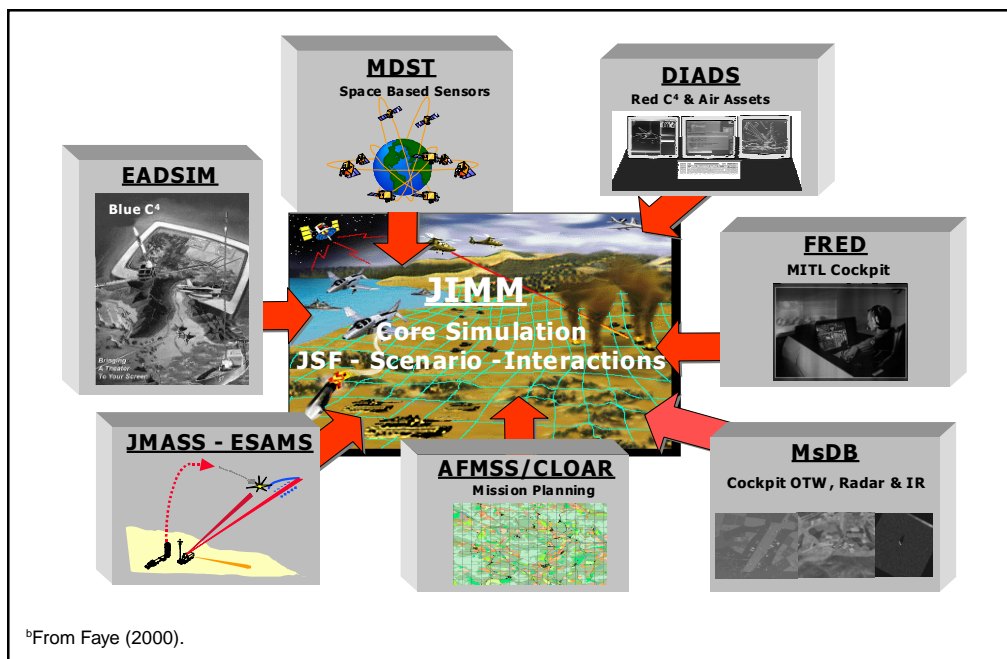 MDST
Space Based Sensors
DIADS
Red C⁴ & Air Assets
EADSIM
Blue C⁴
Bringing
A Theater
To Your Screen
FRED
MITL Cockpit
JIMM
Core Simulation
JSF - Scenario -Interactions
JMASS - ESAMS
AFMSS/CLOAR
Mission Planning
MsDB
Cockpit OTW, Radar & IR
ᵇFrom Faye (2000).